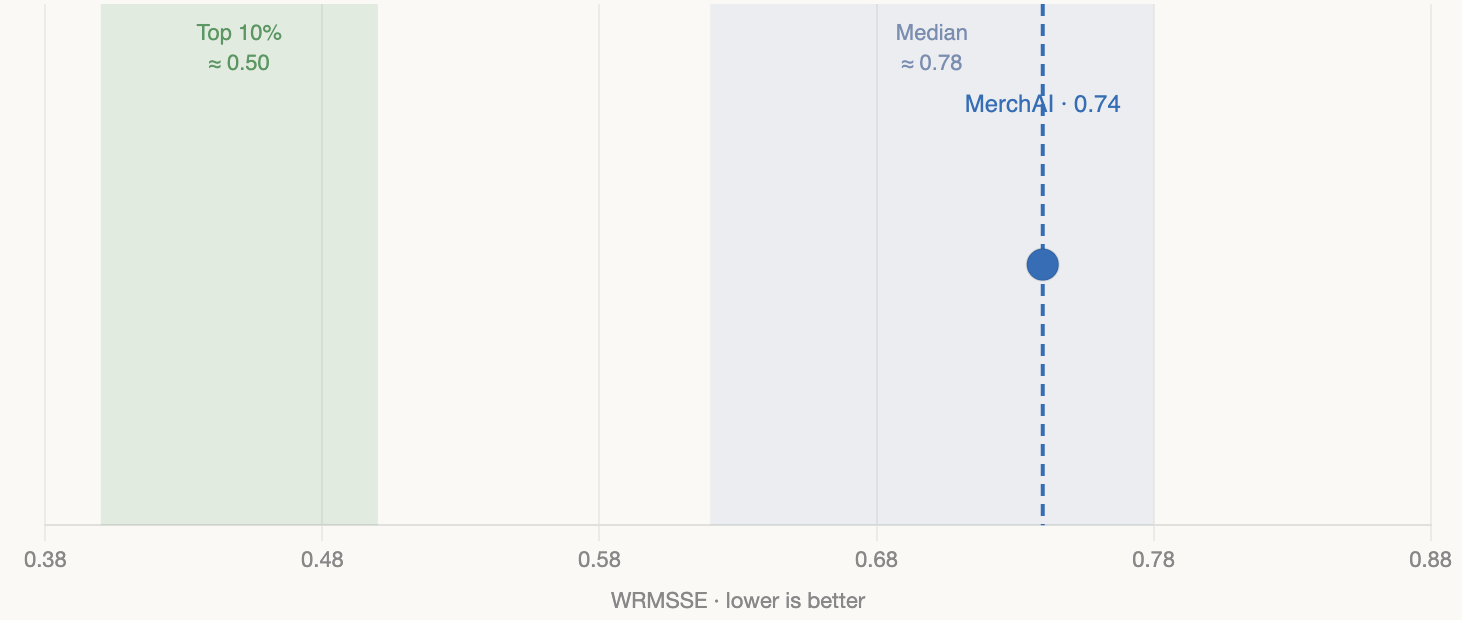 Top 10%
≈ 0.50
Median
≈ 0.78
MerchAI · 0.74
0.38
0.48
0.58
0.68
0.78
0.88
WRMSSE · lower is better